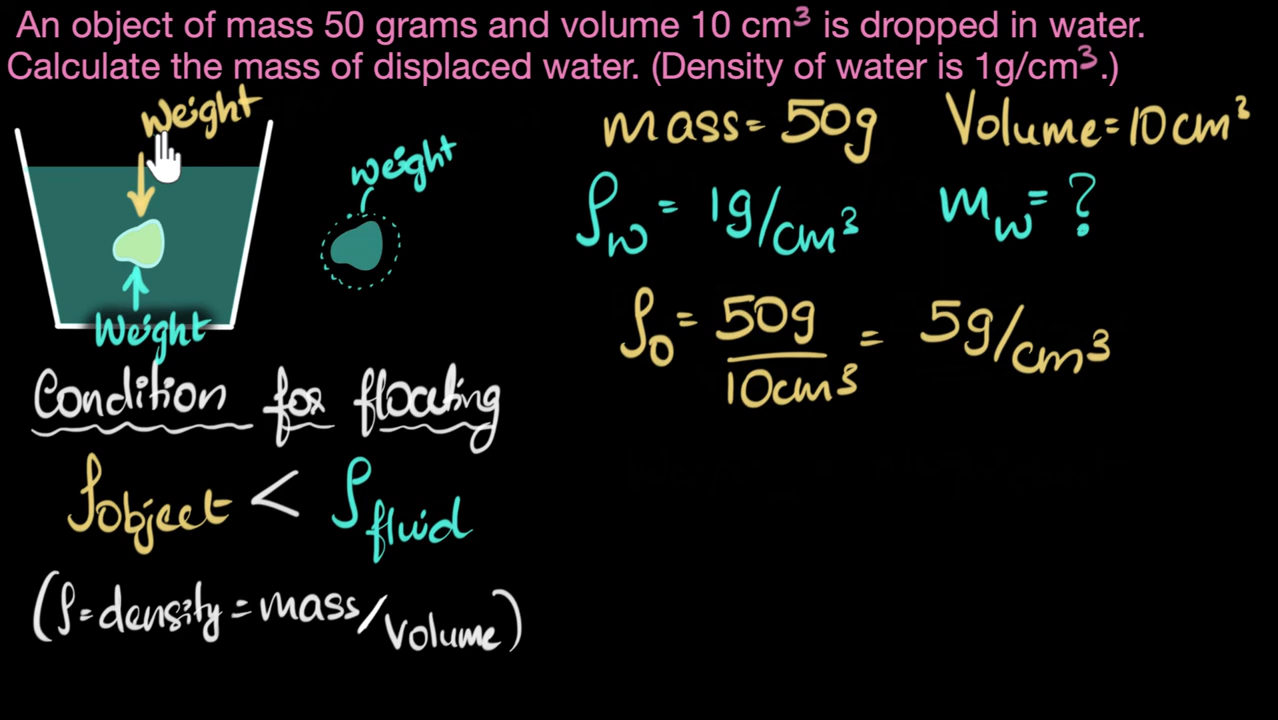 An object of mass 50 grams and volume 10 cm³ is dropped in water.
Calculate the mass of displaced water. (Density of water is 1g/cm³.)
Weight
weight
Weight
mass = 50g Volume = 10cm³
ρw = 1g/cm³ mw = ?
ρo = 50g/10cm³ = 5g/cm³
Condition for floating
ρobject < ρfluid
(ρ = density = mass/volume)